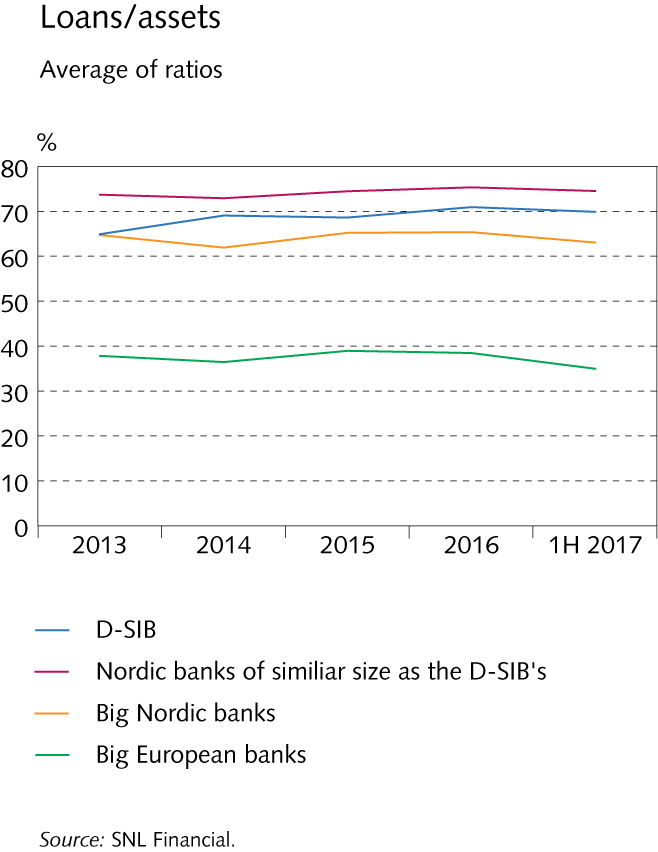 Loans/assets
Average of ratios
%
80
70
60
50
40
30
20
10
0
2013 2014 2015 2016 1H 2017
D-SIB
Nordic banks of similiar size as the D-SIB's
Big Nordic banks
Big European banks
Source: SNL Financial.